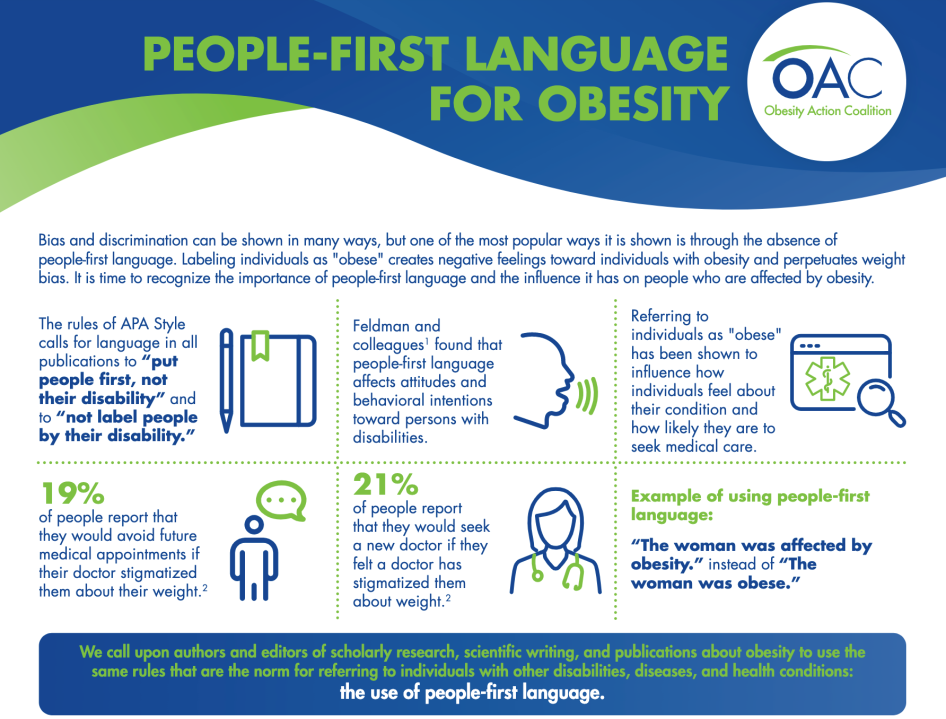 PEOPLE-FIRST LANGUAGE
FOR OBESITY
OAC
Obesity Action Coalition
Bias and discrimination can be shown in many ways, but one of the most popular ways it is shown is through the absence of
people-first language. Labeling individuals as "obese" creates negative feelings toward individuals with obesity and perpetuates weight
bias. It is time to recognize the importance of people-first language and the influence it has on people who are affected by obesity.
The rules of APA Style
calls for language in all
publications to “put
people first, not
their disability” and
to “not label people
by their disability.”
Feldman and
colleagues¹ found that
people-first language
affects attitudes and
behavioral intentions
toward persons with
disabilities.
Referring to
individuals as "obese"
has been shown to
influence how
individuals feel about
their condition and
how likely they are to
seek medical care.
19%
of people report that
they would avoid future
medical appointments if
their doctor stigmatized
them about their weight.²
21%
of people report
that they would seek
a new doctor if they
felt a doctor has
stigmatized them
about weight.²
Example of using people-first
language:
“The woman was affected by
obesity.” instead of “The
woman was obese.”
We call upon authors and editors of scholarly research, scientific writing, and publications about obesity to use the
same rules that are the norm for referring to individuals with other disabilities, diseases, and health conditions:
the use of people-first language.